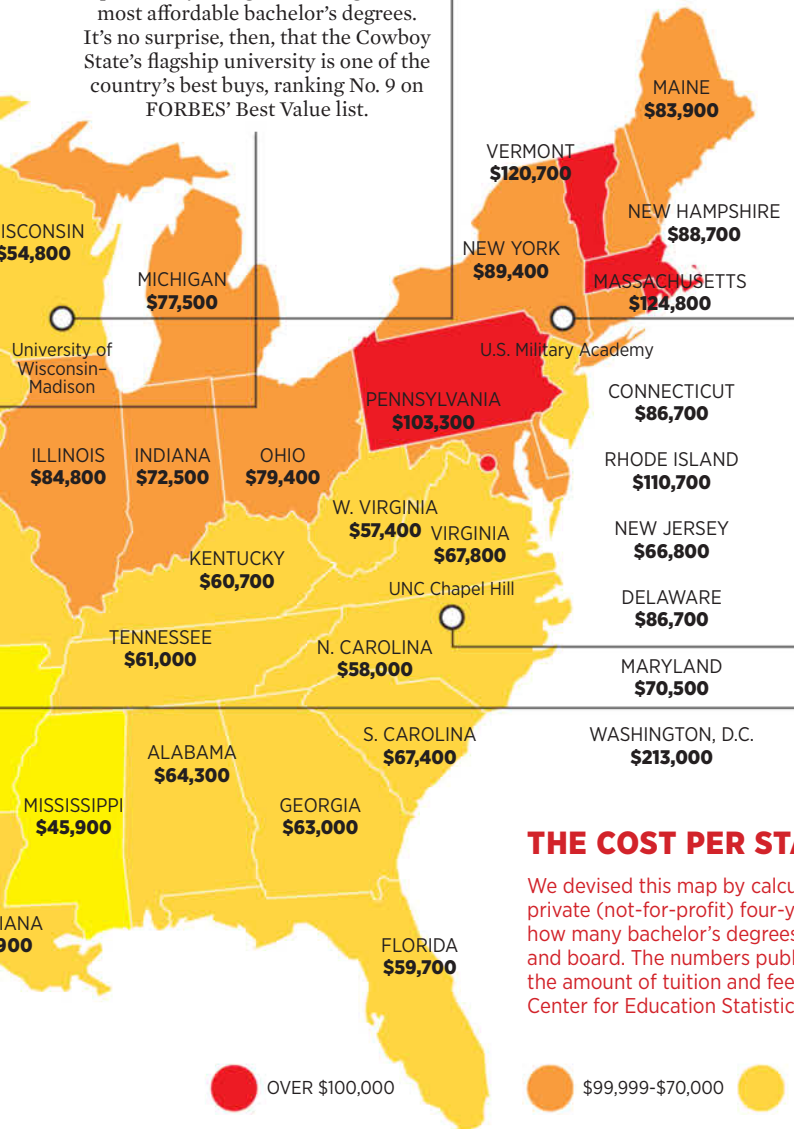 most affordable bachelor's degrees.
It's no surprise, then, that the Cowboy
State's flagship university is one of the
country's best buys, ranking No. 9 on
FORBES' Best Value list.
MAINE
$83,900
VERMONT
$120,700
NEW HAMPSHIRE
$88,700
ISCONSIN
$54,800
NEW YORK
$89,400
MICHIGAN
$77,500
MASSACHUSETTS
$124,800
University of
Wisconsin–
Madison
U.S. Military Academy
PENNSYLVANIA
$103,300
CONNECTICUT
$86,700
ILLINOIS
$84,800
INDIANA
$72,500
OHIO
$79,400
RHODE ISLAND
$110,700
W. VIRGINIA
$57,400
VIRGINIA
$67,800
NEW JERSEY
$66,800
KENTUCKY
$60,700
UNC Chapel Hill
DELAWARE
$86,700
TENNESSEE
$61,000
N. CAROLINA
$58,000
MARYLAND
$70,500
ALABAMA
$64,300
S. CAROLINA
$67,400
WASHINGTON, D.C.
$213,000
MISSISSIPPI
$45,900
GEORGIA
$63,000
THE COST PER STA
We devised this map by calcu
private (not-for-profit) four-y
how many bachelor's degrees
and board. The numbers publ
the amount of tuition and fee
Center for Education Statistic
IANA
900
FLORIDA
$59,700
OVER $100,000
$99,999-$70,000